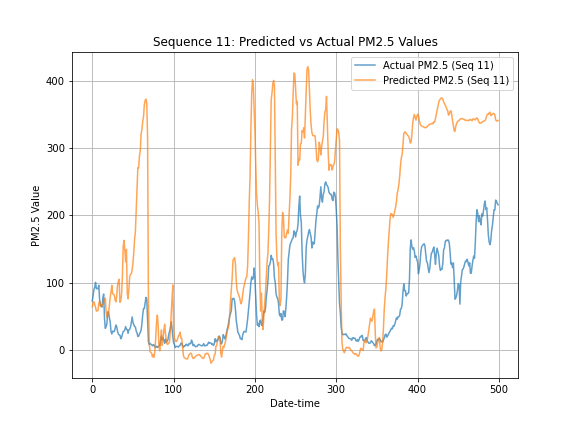 Sequence 11: Predicted vs Actual PM2.5 Values
Actual PM2.5 (Seq 11)
Predicted PM2.5 (Seq 11)
400
300
200
100
0
PM2.5 Value
0 100 200 300 400 500
Date-time